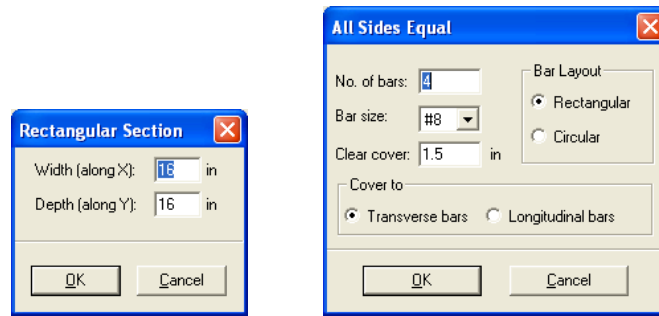 Rectangular Section
Width (along X): 16 in
Depth (along Y): 16 in
OK Cancel
All Sides Equal
No. of bars: 4
Bar size: #8
Clear cover: 1.5 in
Bar Layout
Rectangular
Circular
Cover to
Transverse bars Longitudinal bars
OK Cancel